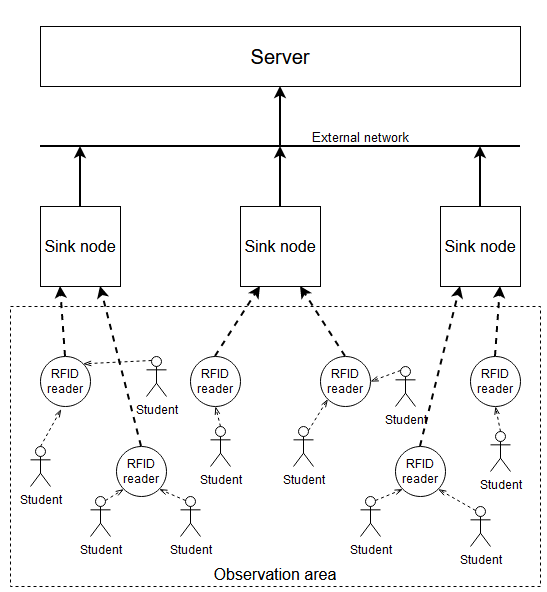 Server
External network
Sink node
Sink node
Sink node
RFID
reader
Student
RFID
reader
RFID
reader
Student
RFID
reader
Student
RFID
reader
Student
Student
Student
RFID
reader
Student
Student
Student
Student
Student
Student
Observation area